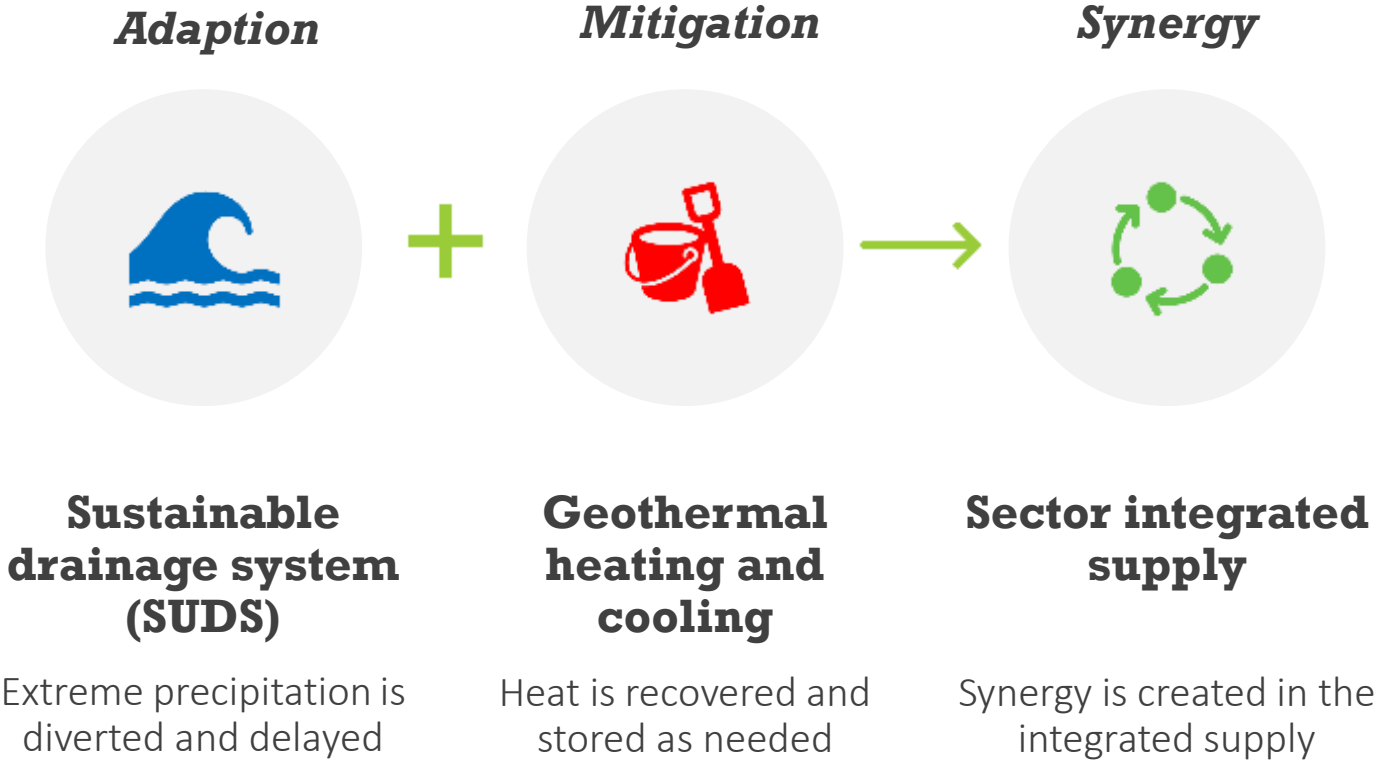 Adaption
Mitigation
Synergy
Sustainable
drainage system
(SUDS)
Extreme precipitation is
diverted and delayed
Geothermal
heating and
cooling
Heat is recovered and
stored as needed
Sector integrated
supply
Synergy is created in the
integrated supply